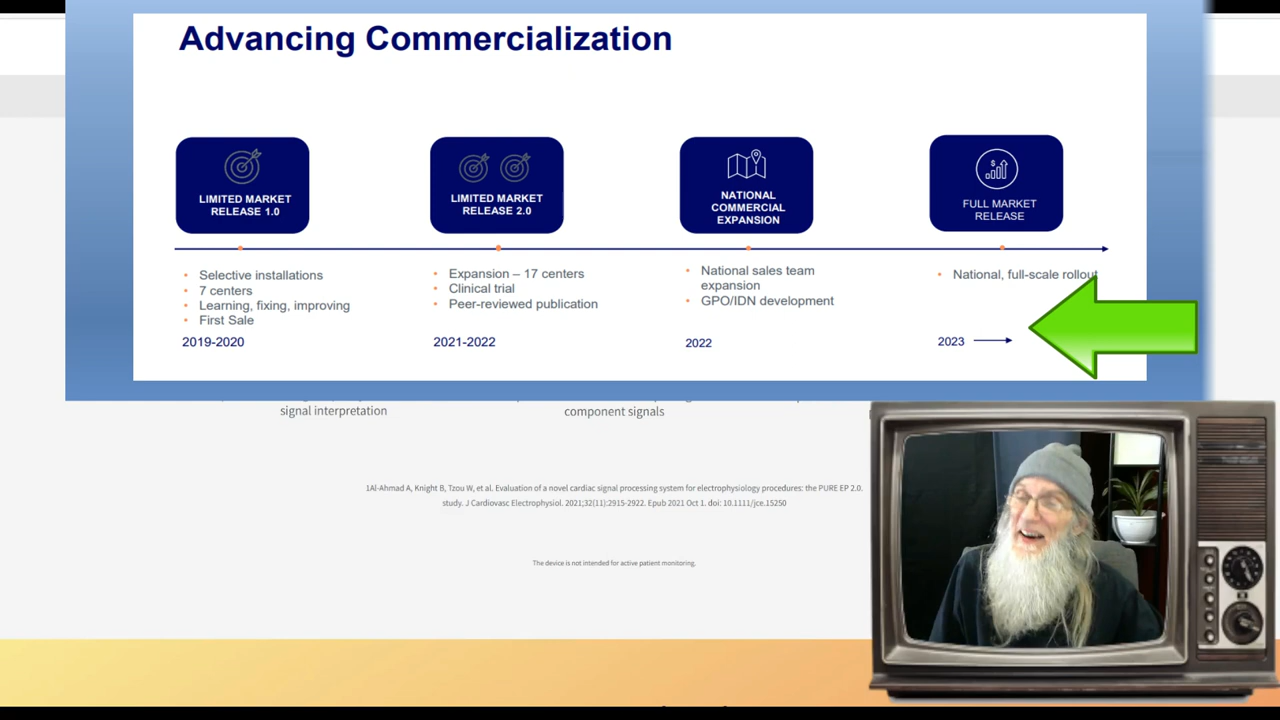 Advancing Commercialization
LIMITED MARKET
RELEASE 1.0
LIMITED MARKET
RELEASE 2.0
NATIONAL
COMMERCIAL
EXPANSION
FULL MARKET
RELEASE
• Selective installations
• 7 centers
• Learning, fixing, improving
• First Sale
2019-2020
• Expansion – 17 centers
• Clinical trial
• Peer-reviewed publication
2021-2022
• National sales team
expansion
• GPO/IDN development
2022
• National, full-scale rollout
2023
signal interpretation
component signals
1Al-Ahmad A, Knight B, Tzou W, et al. Evaluation of a novel cardiac signal processing system for electrophysiology procedures: the PURE EP 2.0.
study. J Cardiovasc Electrophysiol. 2021;32(11):2915-2922. Epub 2021 Oct 1. doi: 10.1111/jce.15250
The device is not intended for active patient monitoring.